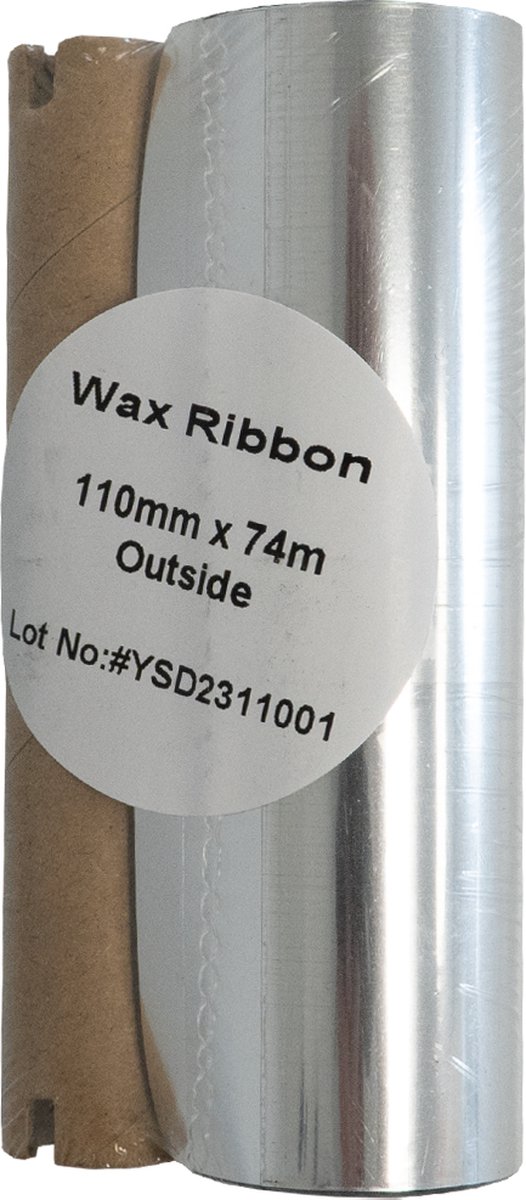 Wax Ribbon
110mm x 74m
Outside
Lot No:#YSD2311001